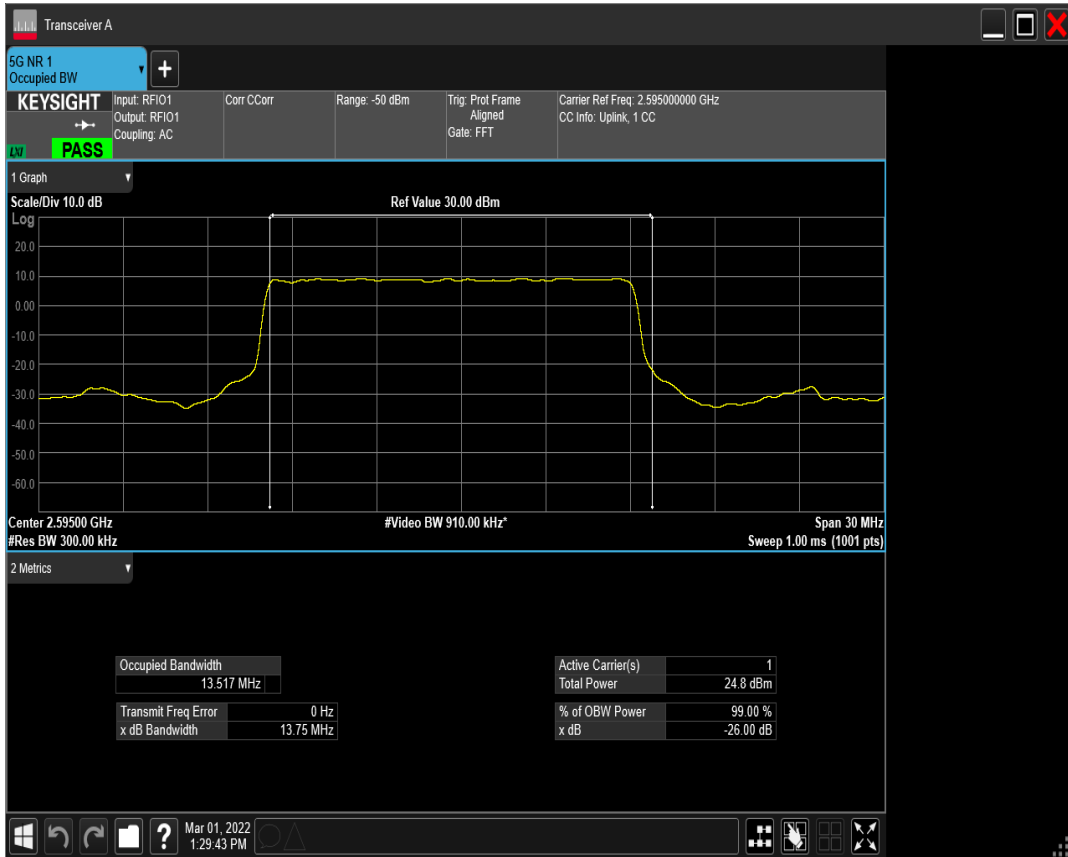 Transceiver A
5G NR 1
Occupied BW
+
KEYSIGHT
Input: RFIO1
Output: RFIO1
Coupling: AC
Corr CCorr
Range: -50 dBm
Trig: Prot Frame
Aligned
Gate: FFT
Carrier Ref Freq: 2.595000000 GHz
CC Info: Uplink, 1 CC
LXI
PASS
1 Graph
Scale/Div 10.0 dB
Ref Value 30.00 dBm
Log
20.0
10.0
0.00
-10.0
-20.0
-30.0
-40.0
-50.0
-60.0
Center 2.59500 GHz
#Video BW 910.00 kHz*
Span 30 MHz
#Res BW 300.00 kHz
Sweep 1.00 ms (1001 pts)
2 Metrics
Occupied Bandwidth
13.517 MHz
Transmit Freq Error 0 Hz
x dB Bandwidth 13.75 MHz
Active Carrier(s) 1
Total Power 24.8 dBm
% of OBW Power 99.00 %
x dB -26.00 dB
?
Mar 01, 2022
1:29:43 PM